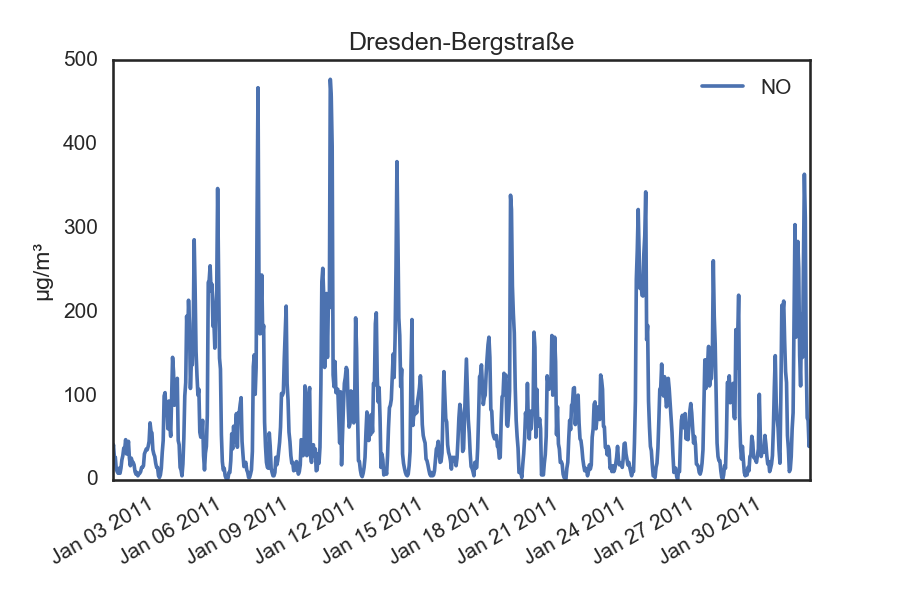 Dresden-Bergstraße
500
400
300
200
100
0
µg/m³
NO
Jan 03 2011
Jan 06 2011
Jan 09 2011
Jan 12 2011
Jan 15 2011
Jan 18 2011
Jan 21 2011
Jan 24 2011
Jan 27 2011
Jan 30 2011